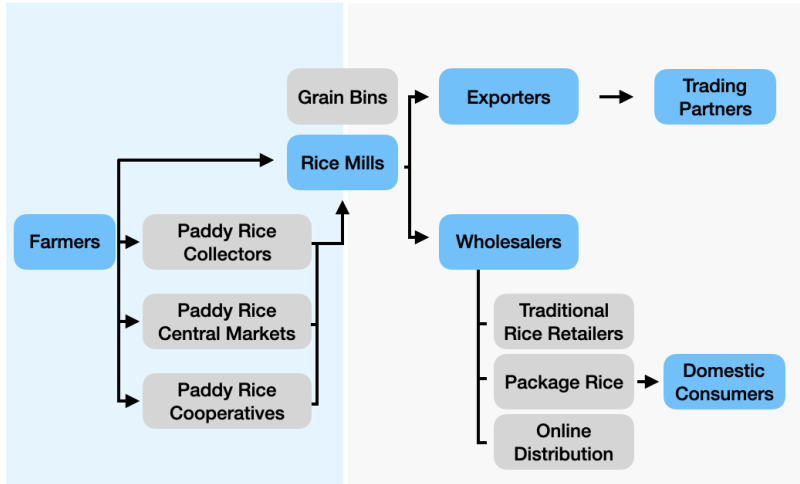 Grain Bins
Exporters
Trading
Partners
Rice Mills
Farmers
Paddy Rice
Collectors
Wholesalers
Paddy Rice
Central Markets
Traditional
Rice Retailers
Paddy Rice
Cooperatives
Package Rice
Domestic
Consumers
Online
Distribution